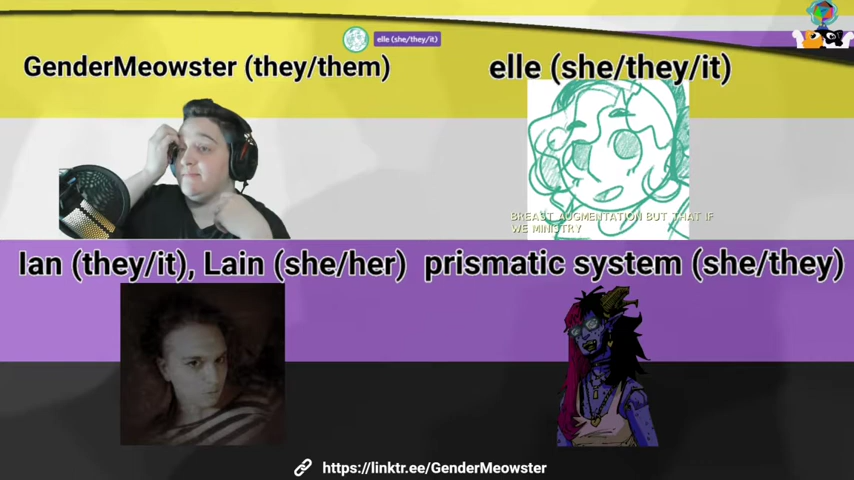 elle (she/they/it)
GenderMeowster (they/them)
elle (she/they/it)
BREAST AUGMENTATION BUT THAT IF
WE MINISTRY
Ian (they/it), Lain (she/her)
prismatic system (she/they)
https://linktr.ee/GenderMeowster